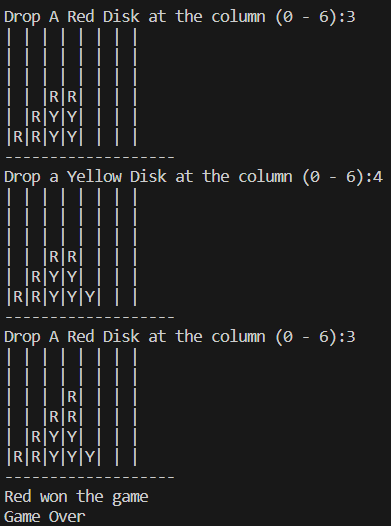 Drop A Red Disk at the column (0 - 6):3
| | | | | | | |
| | | | | | | |
| | | | | | | |
| | |R|R| | | |
| |R|Y|Y| | | |
|R|R|Y|Y| | | |
-------------------
Drop a Yellow Disk at the column (0 - 6):4
| | | | | | | |
| | | | | | | |
| | | | | | | |
| | |R|R| | | |
| |R|Y|Y| | | |
|R|R|Y|Y|Y| | |
-------------------
Drop A Red Disk at the column (0 - 6):3
| | | | | | | |
| | | | | | | |
| | | |R| | | |
| | |R|R| | | |
| |R|Y|Y| | | |
|R|R|Y|Y|Y| | |
-------------------
Red won the game
Game Over